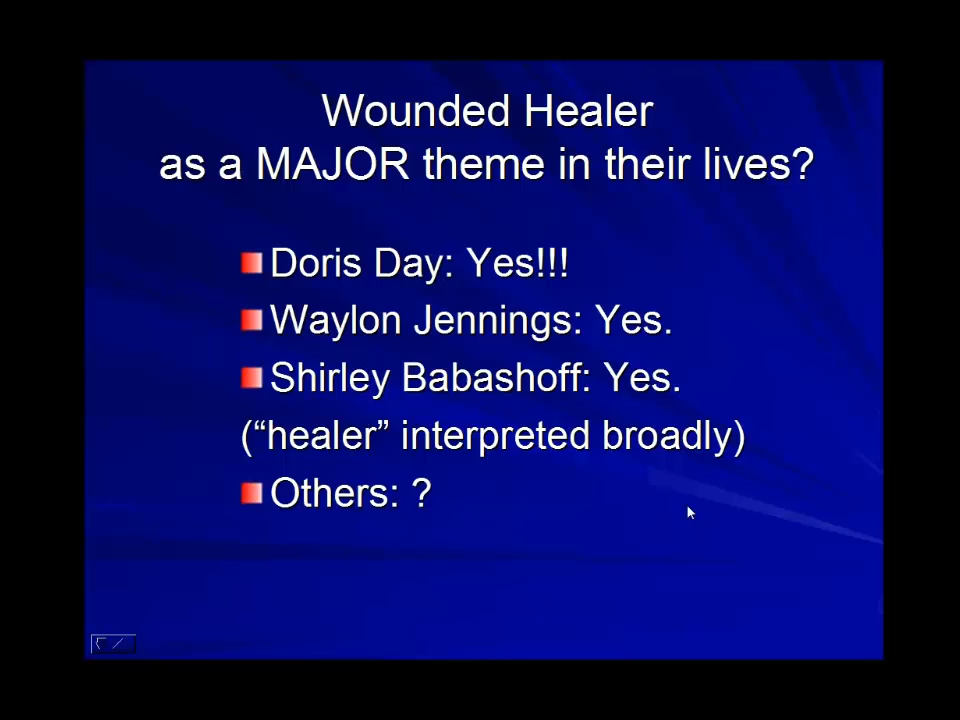 Wounded Healer
as a MAJOR theme in their lives?
Doris Day: Yes!!!
Waylon Jennings: Yes.
Shirley Babashoff: Yes.
(“healer” interpreted broadly)
Others: ?